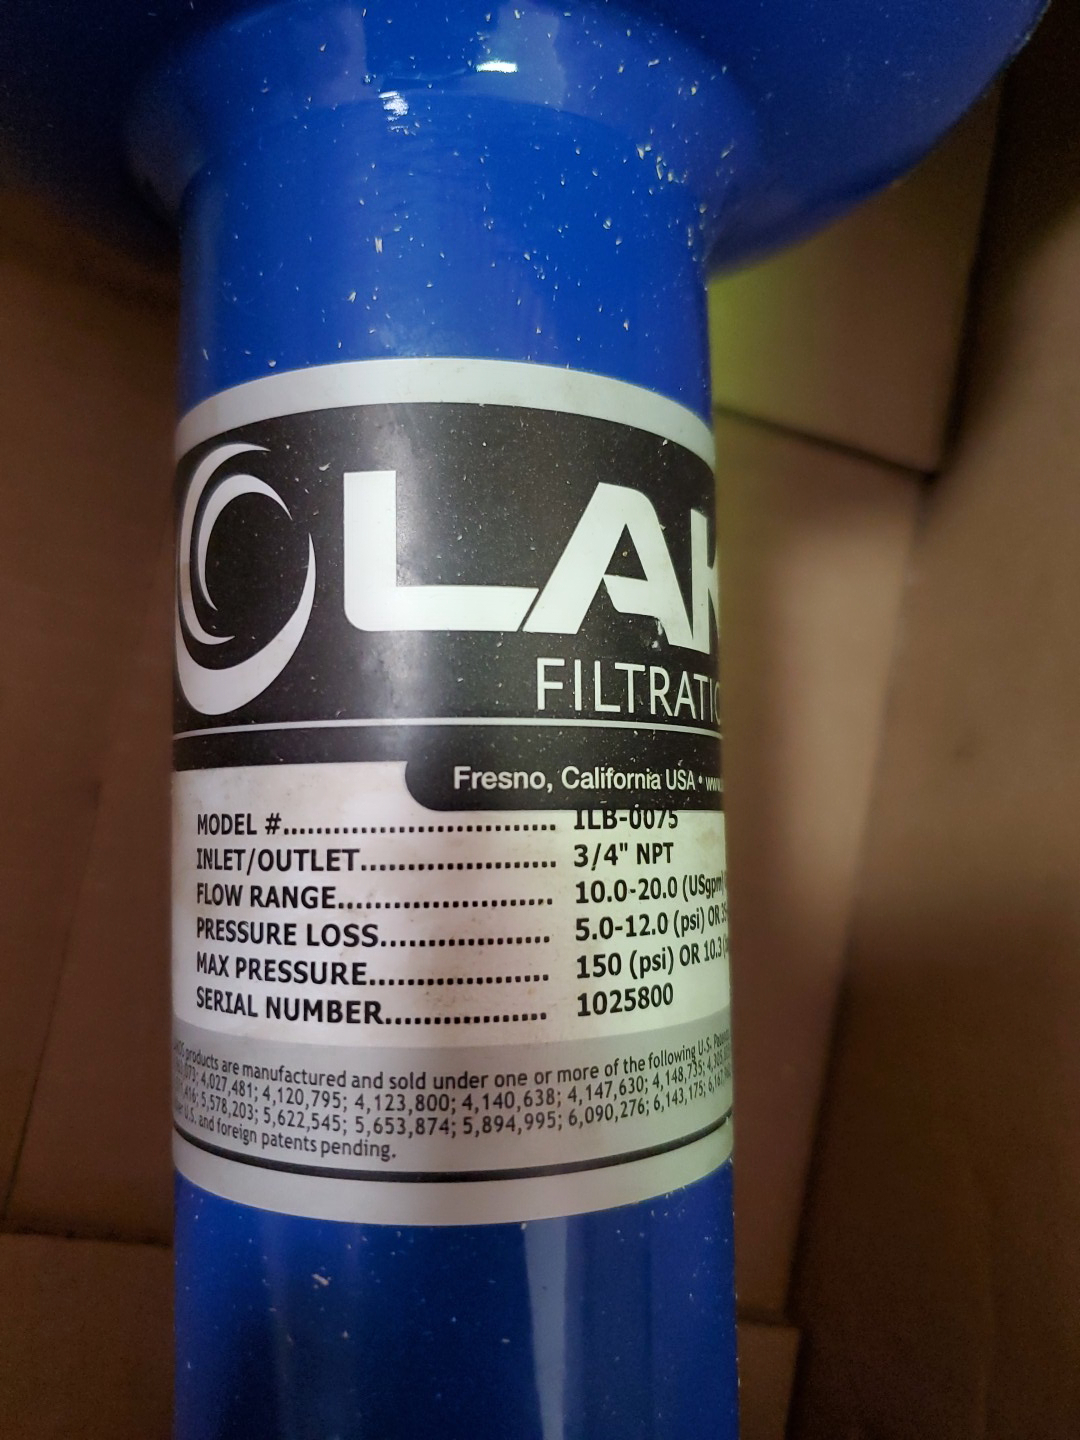 LAK
FILTRATIO
Fresno, California USA •
MODEL #.............................. ILB-0075
INLET/OUTLET...................... 3/4" NPT
FLOW RANGE........................ 10.0-20.0 (USgpm)
PRESSURE LOSS................... 5.0-12.0 (psi) OR
MAX PRESSURE.................... 150 (psi) OR 10.3
SERIAL NUMBER.................. 1025800
products are manufactured and sold under one or more of the following U.S.
4,027,481; 4,120,795; 4,123,800; 4,140,638; 4,147,630; 4,148,735;
5,578,203; 5,622,545; 5,653,874; 5,894,995; 6,090,276; 6,143,175;
U.S. and foreign patents pending.